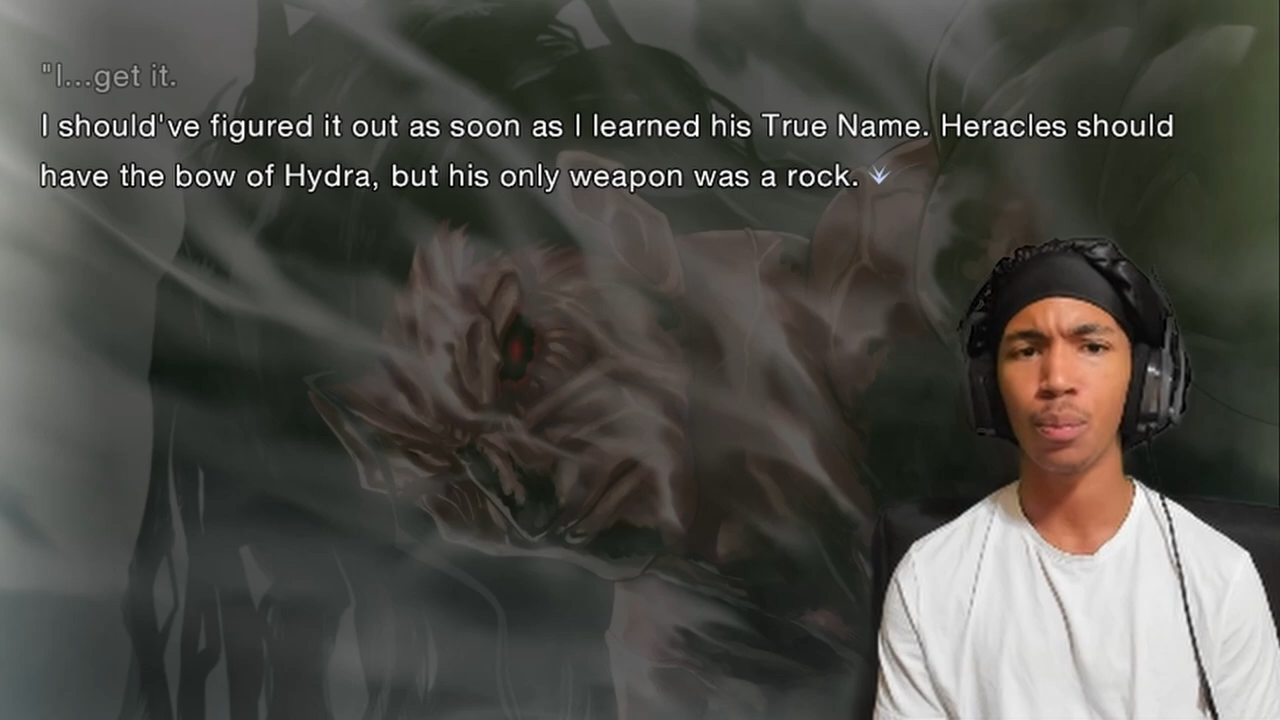 "I...get it.
I should've figured it out as soon as I learned his True Name. Heracles should
have the bow of Hydra, but his only weapon was a rock.